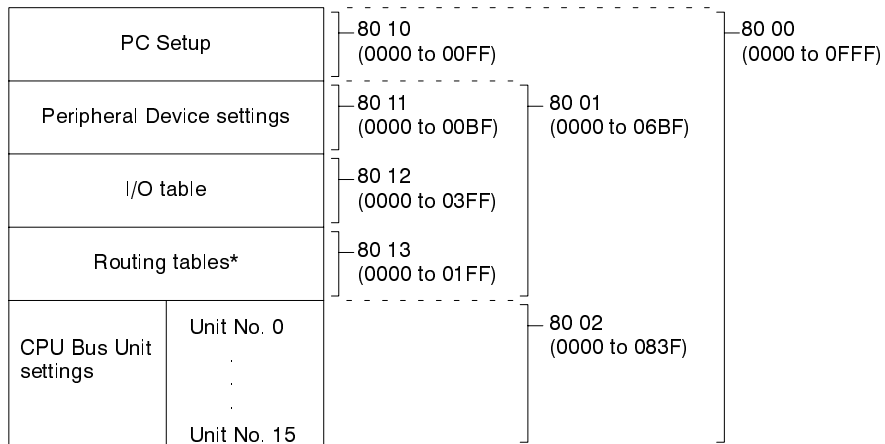 PC Setup
80 10
(0000 to 00FF)
80 00
(0000 to 0FFF)
Peripheral Device settings
80 11
(0000 to 00BF)
80 01
(0000 to 06BF)
I/O table
80 12
(0000 to 03FF)
Routing tables*
80 13
(0000 to 01FF)
CPU Bus Unit
settings
Unit No. 0
.
.
.
Unit No. 15
80 02
(0000 to 083F)